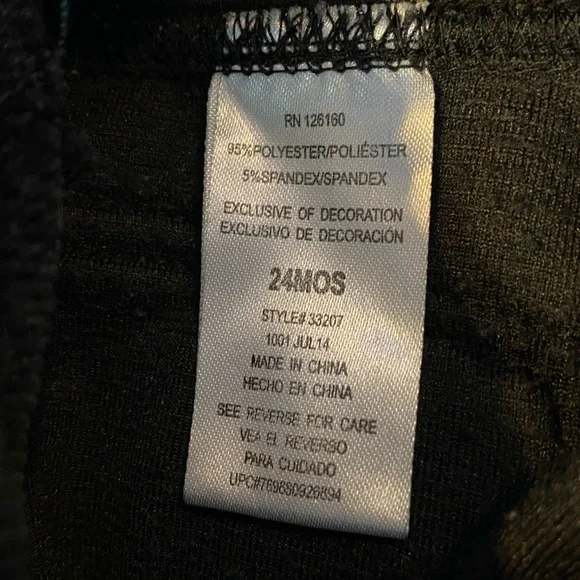 RN 126160
95%POLYESTER/POLIÉSTER
5%SPANDEX/SPANDEX
EXCLUSIVE OF DECORATION
EXCLUSIVO DE DECORACIÓN
24MOS
STYLE# 33207
1001 JUL14
MADE IN CHINA
HECHO EN CHINA
SEE REVERSE FOR CARE
VEA EL REVERSO
PARA CUIDADO
UPC#769850926894